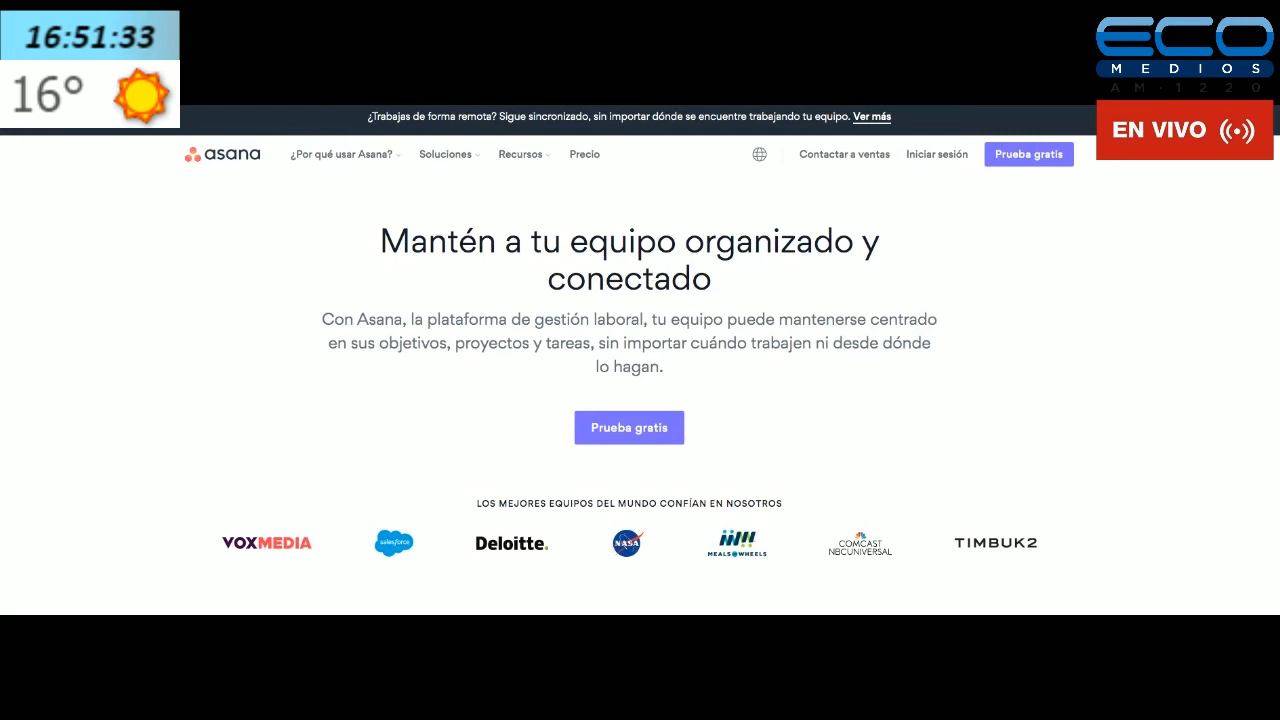 16:51:33
16°
ECO
MEDIOS
AM·1220
EN VIVO
¿Trabajas de forma remota? Sigue sincronizado, sin importar dónde se encuentre trabajando tu equipo. Ver más
asana ¿Por qué usar Asana? Soluciones Recursos Precio Contactar a ventas Iniciar sesión Prueba gratis
Mantén a tu equipo organizado y
conectado
Con Asana, la plataforma de gestión laboral, tu equipo puede mantenerse centrado
en sus objetivos, proyectos y tareas, sin importar cuándo trabajen ni desde dónde
lo hagan.
Prueba gratis
LOS MEJORES EQUIPOS DEL MUNDO CONFÍAN EN NOSOTROS
VOXMEDIA salesforce Deloitte. NASA MEALS ON WHEELS COMCAST NBCUNIVERSAL TIMBUK2